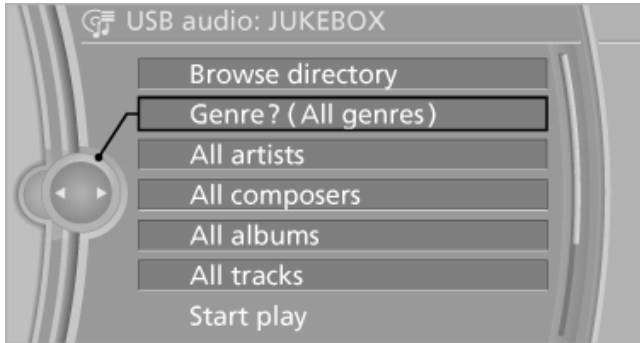 USB audio: JUKEBOX
Browse directory
Genre? (All genres)
All artists
All composers
All albums
All tracks
Start play